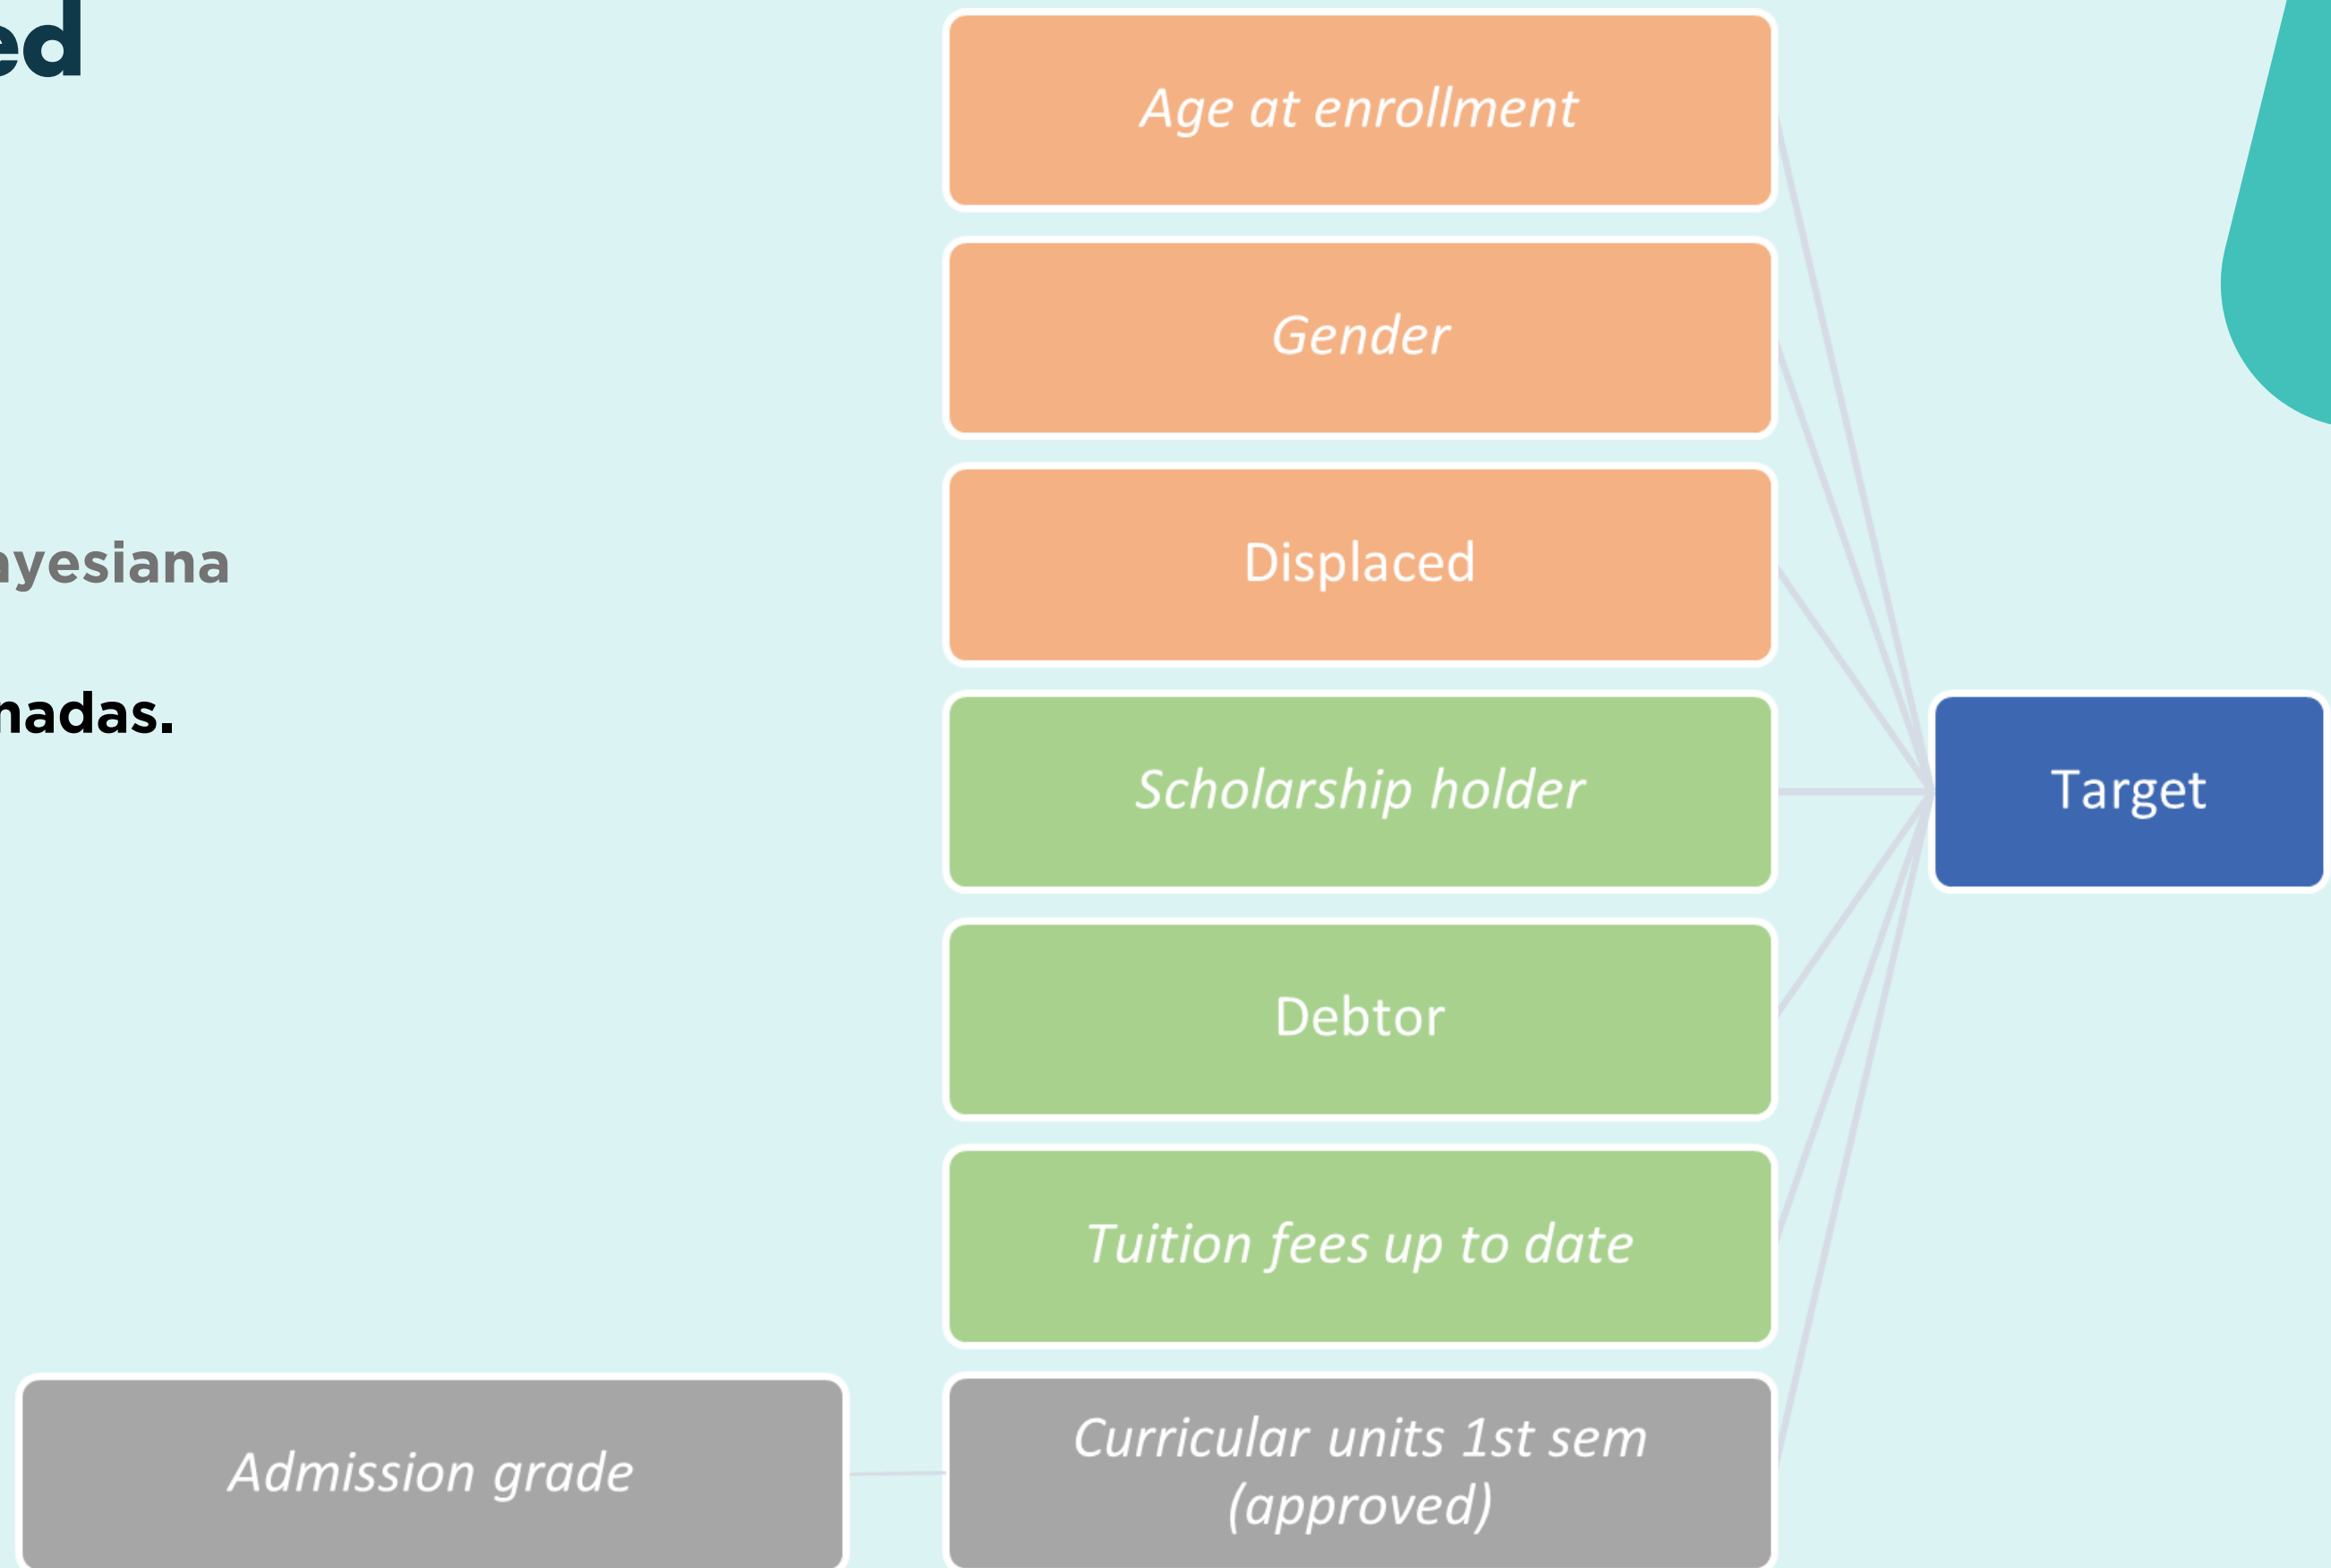 ed
ayesiana
nadas.
Age at enrollment
Gender
Displaced
Scholarship holder
Debtor
Tuition fees up to date
Target
Admission grade
Curricular units 1st sem
(approved)